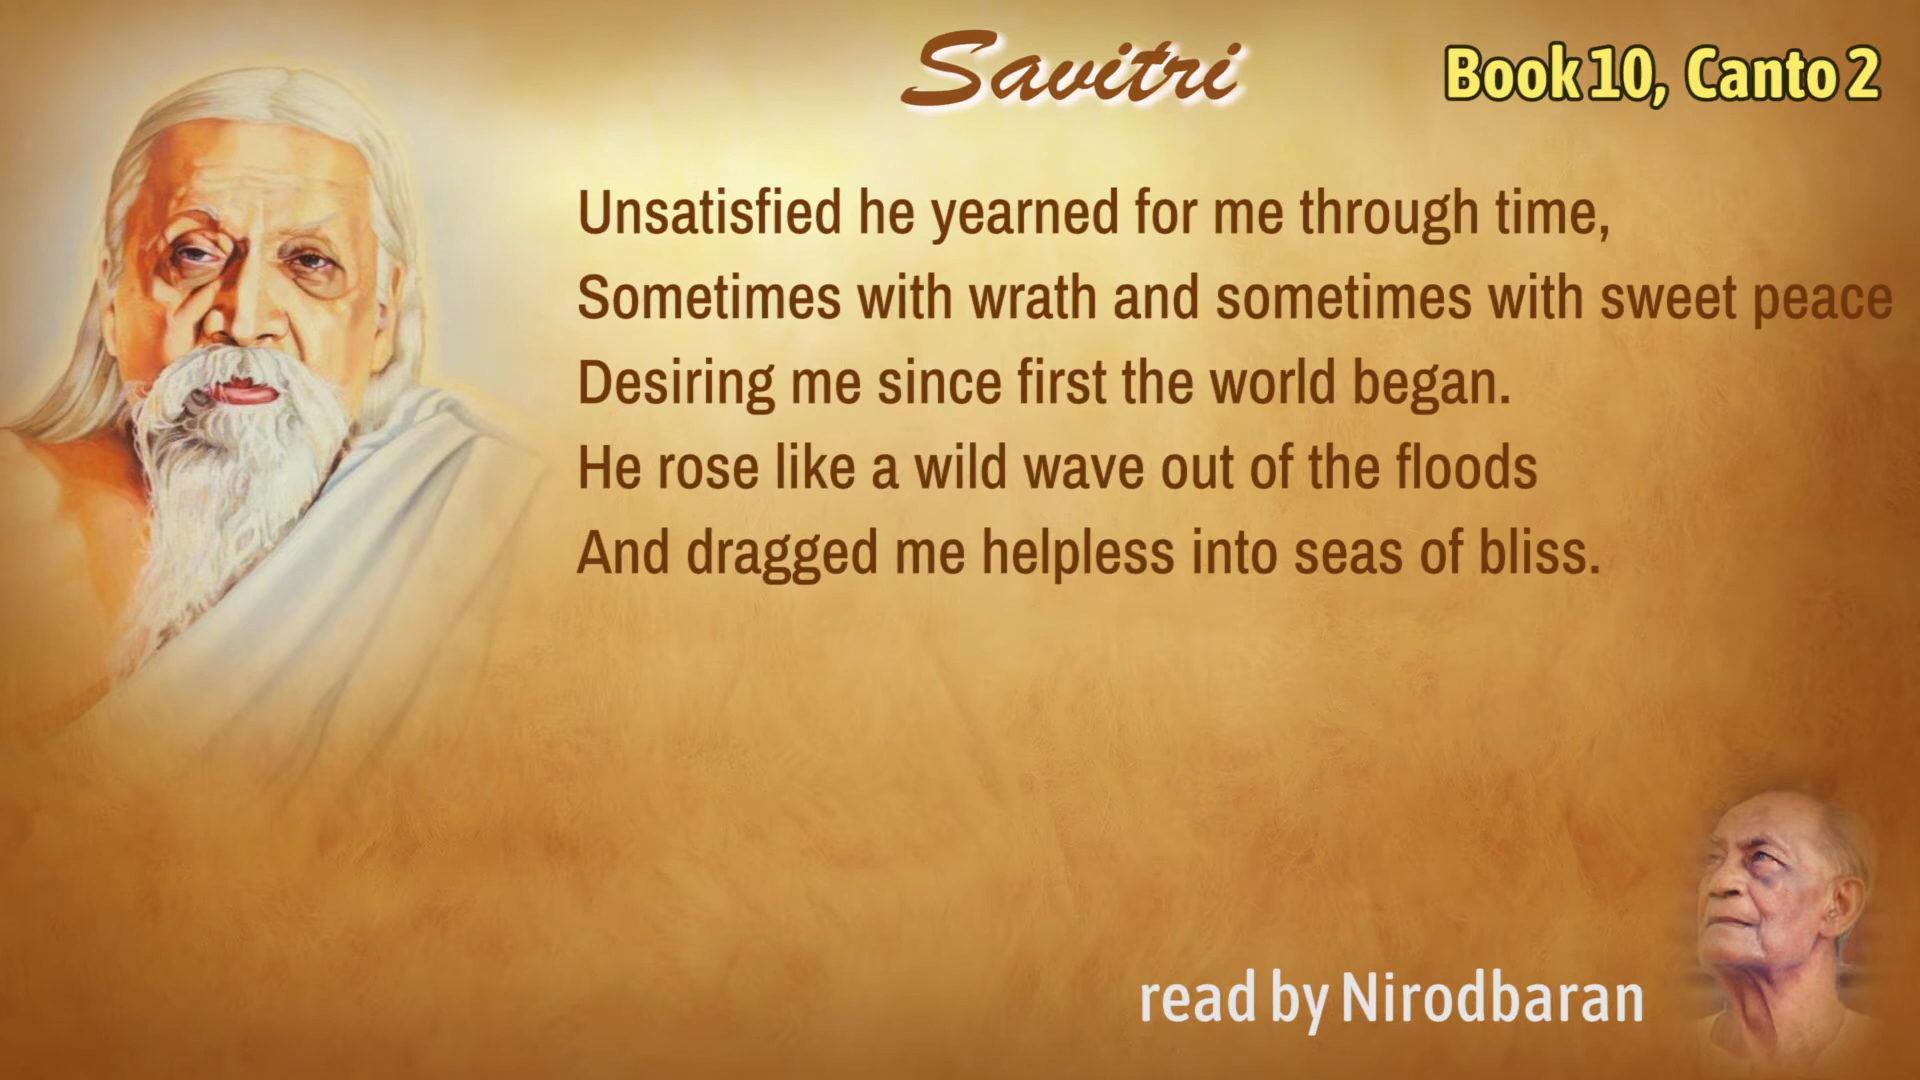 Savitri
Book 10, Canto 2
Unsatisfied he yearned for me through time,
Sometimes with wrath and sometimes with sweet peace
Desiring me since first the world began.
He rose like a wild wave out of the floods
And dragged me helpless into seas of bliss.
read by Nirodbaran